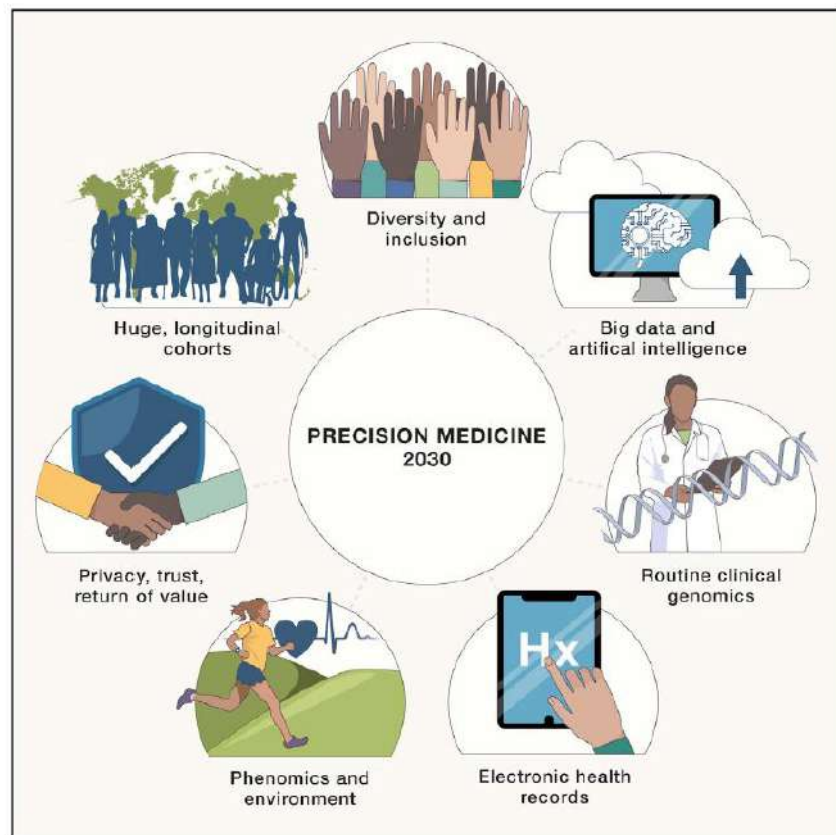 Diversity and
inclusion
Big data and
artifical intelligence
Routine clinical
genomics
Hx
Electronic health
records
Phenomics and
environment
Privacy, trust,
return of value
Huge, longitudinal
cohorts
PRECISION MEDICINE
2030